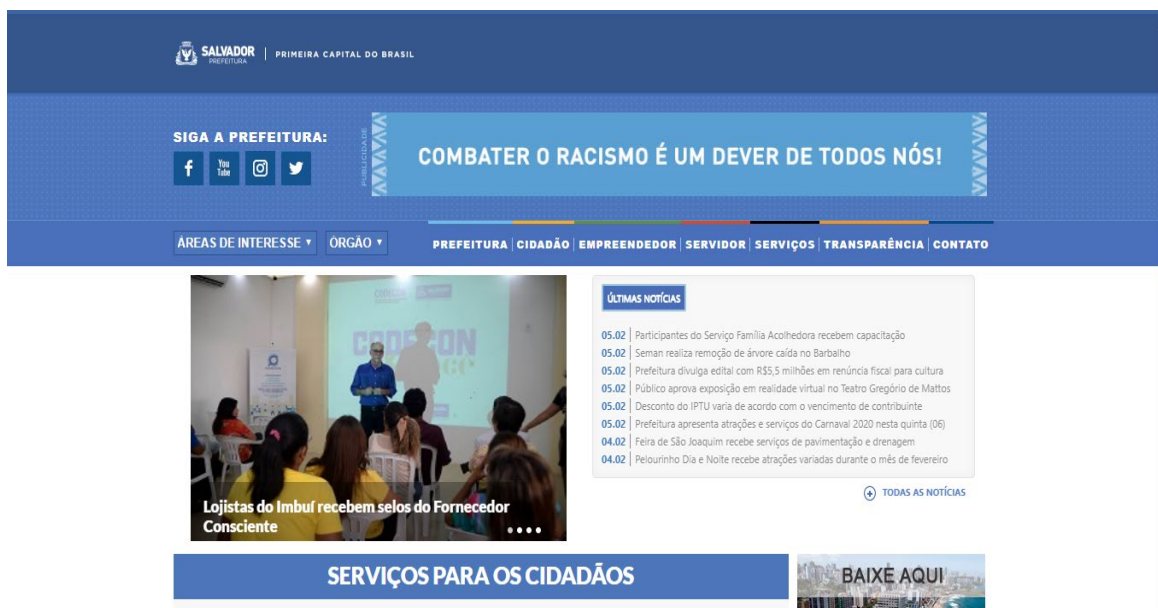 SALVADOR
PREFEITURA
PRIMEIRA CAPITAL DO BRASIL
SIGA A PREFEITURA:
You
Tube
PUBLICIDADE
COMBATER O RACISMO É UM DEVER DE TODOS NÓS!
ÁREAS DE INTERESSE ▾ ÓRGÃO ▾
PREFEITURA | CIDADÃO | EMPREENDEDOR | SERVIDOR | SERVIÇOS | TRANSPARÊNCIA | CONTATO
CODECON
Lojistas do Imbuí recebem selos do Fornecedor
Consciente
ÚLTIMAS NOTÍCIAS
05.02 | Participantes do Serviço Família Acolhedora recebem capacitação
05.02 | Seman realiza remoção de árvore caída no Barbalho
05.02 | Prefeitura divulga edital com R$5,5 milhões em renúncia fiscal para cultura
05.02 | Público aprova exposição em realidade virtual no Teatro Gregório de Mattos
05.02 | Desconto do IPTU varia de acordo com o vencimento de contribuinte
05.02 | Prefeitura apresenta atrações e serviços do Carnaval 2020 nesta quinta (06)
04.02 | Feira de São Joaquim recebe serviços de pavimentação e drenagem
04.02 | Pelourinho Dia e Noite recebe atrações variadas durante o mês de fevereiro
TODAS AS NOTÍCIAS
SERVIÇOS PARA OS CIDADÃOS
BAIXE AQUI